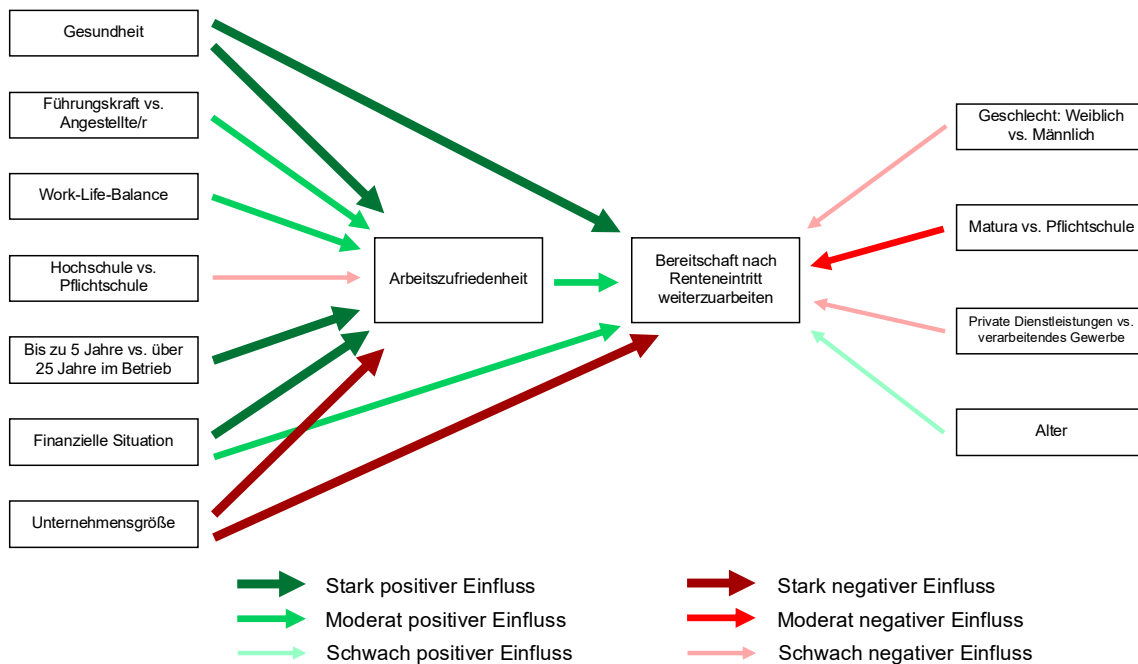 Gesundheit
Führungskraft vs.
Angestellte/r
Work-Life-Balance
Hochschule vs.
Pflichtschule
Bis zu 5 Jahre vs. über
25 Jahre im Betrieb
Finanzielle Situation
Unternehmensgröße
Arbeitszufriedenheit
Bereitschaft nach
Renteneintritt
weiterzuarbeiten
Geschlecht: Weiblich
vs. Männlich
Matura vs. Pflichtschule
Private Dienstleistungen vs.
verarbeitendes Gewerbe
Alter
Stark positiver Einfluss
Moderat positiver Einfluss
Schwach positiver Einfluss
Stark negativer Einfluss
Moderat negativer Einfluss
Schwach negativer Einfluss